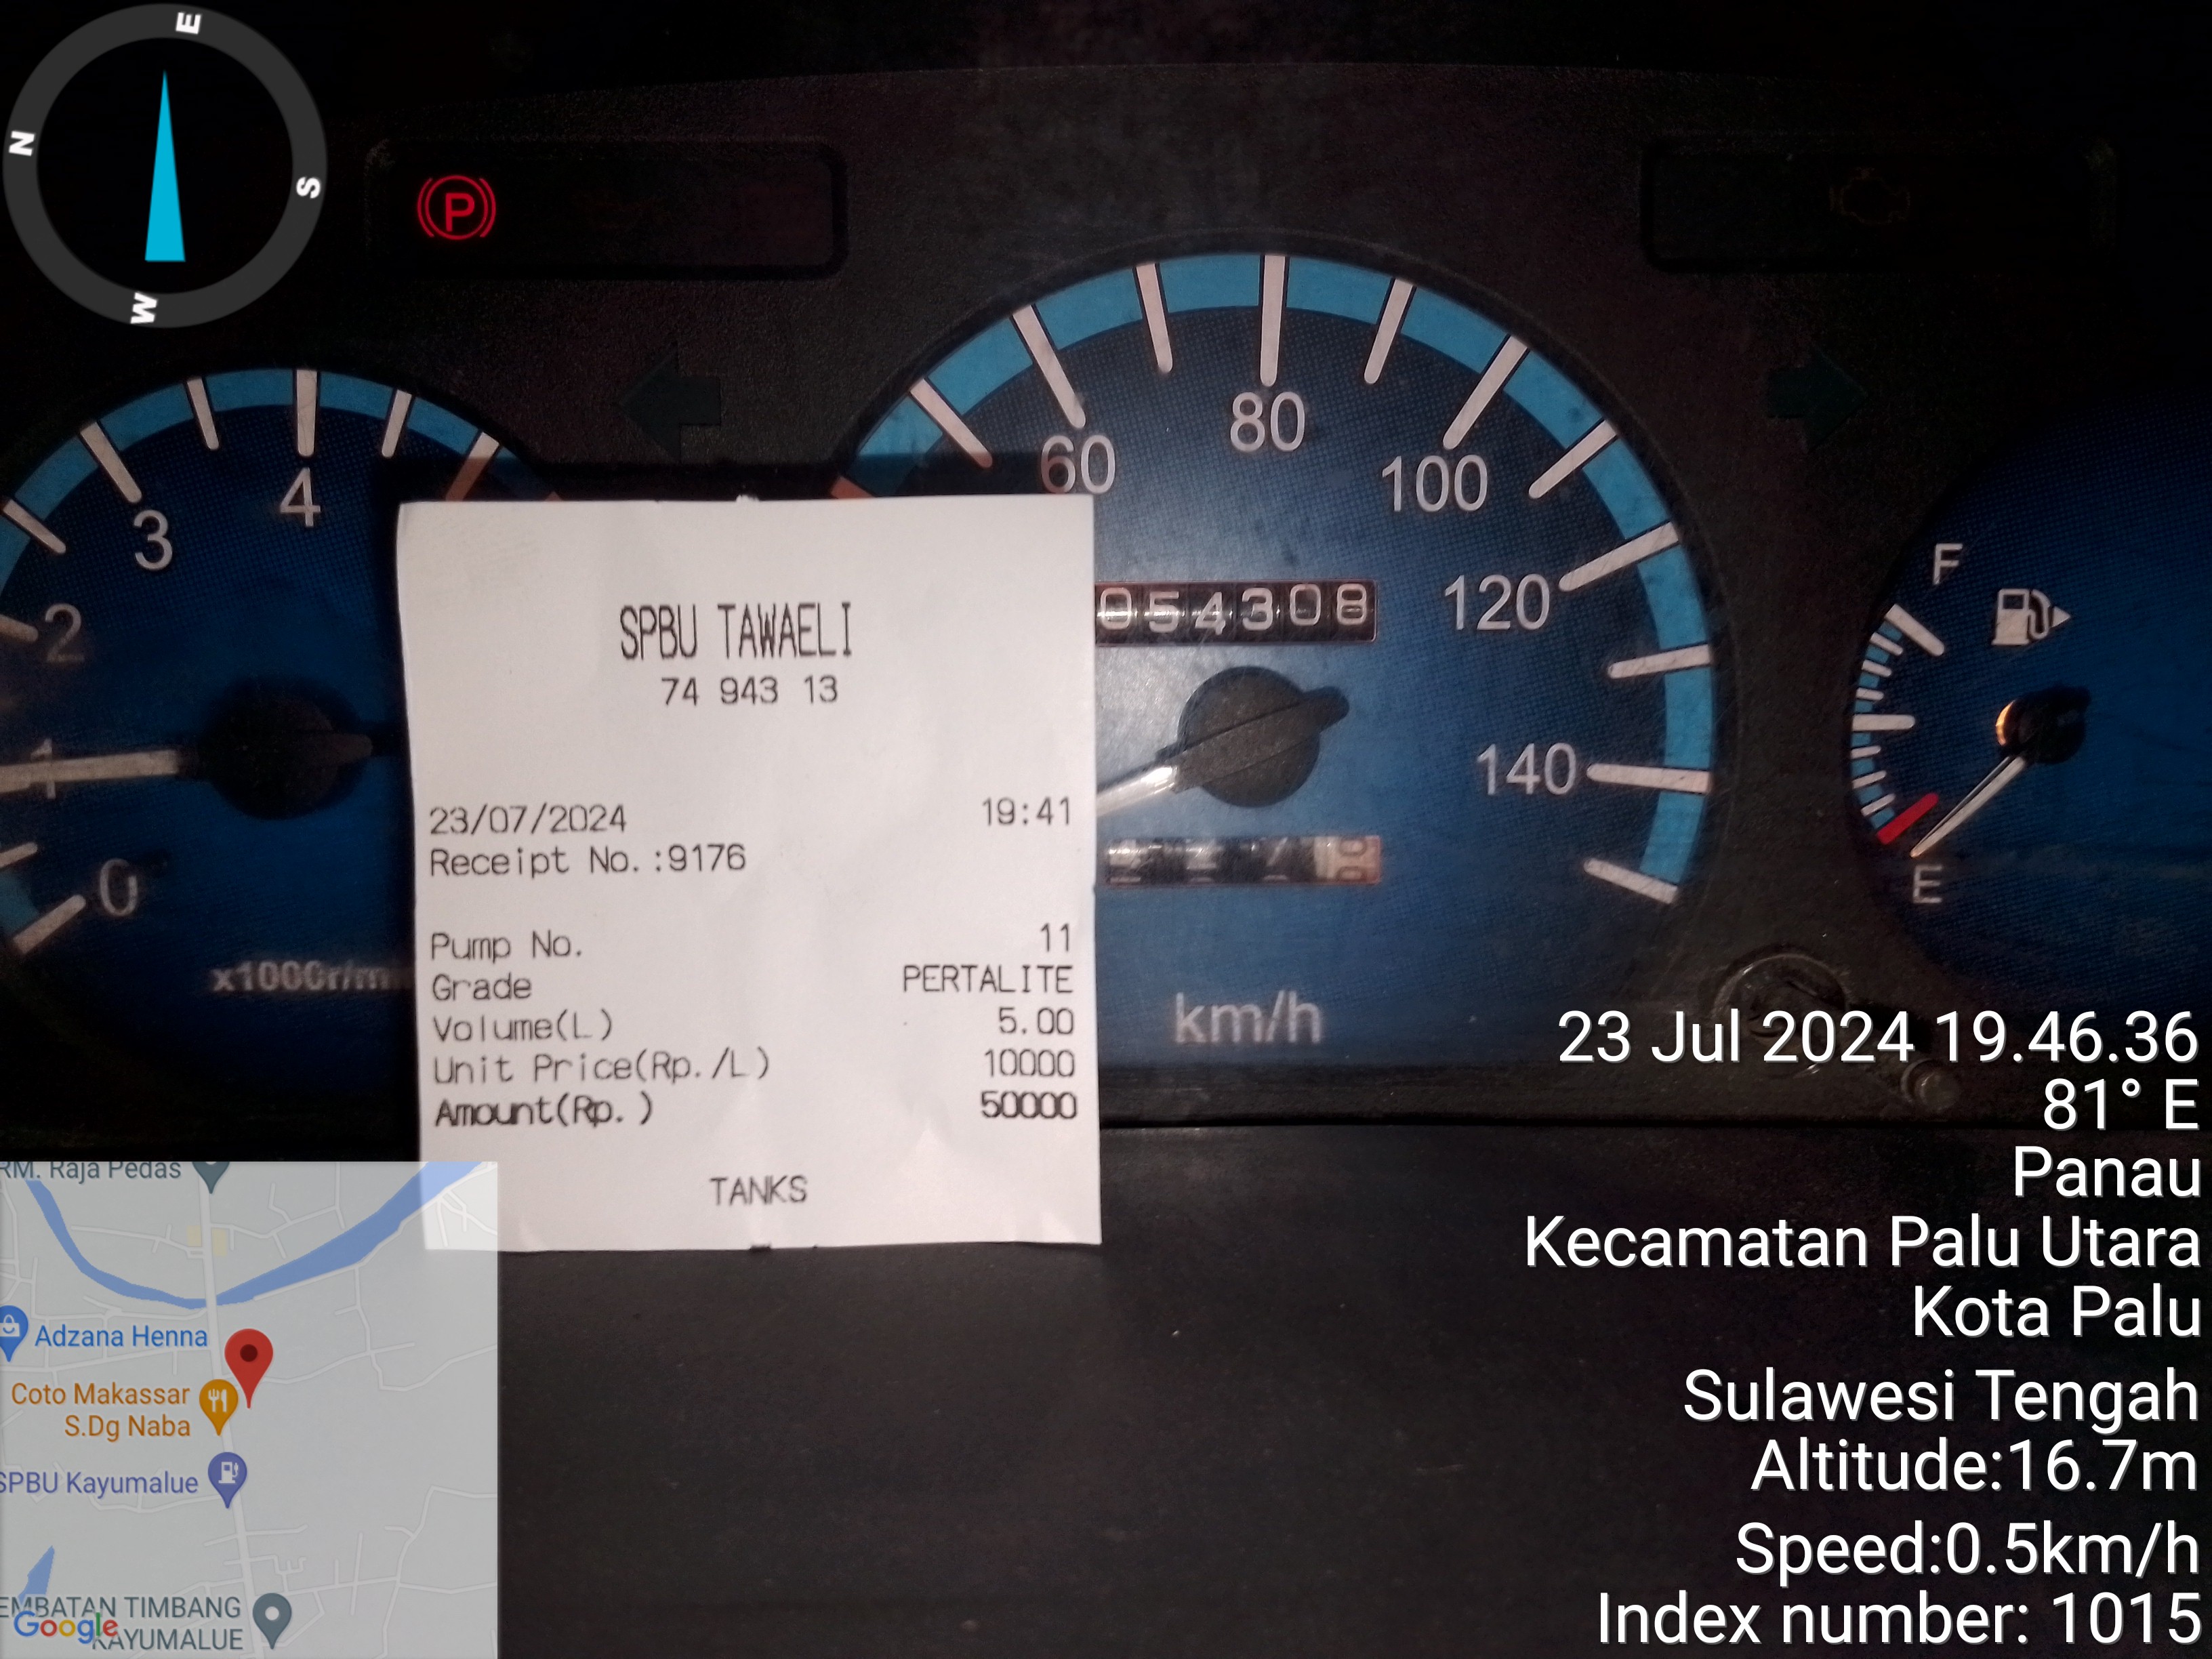 E
N
S
W
P
60
80
100
120
140
km/h
054308
4
3
2
1
0
x1000r/m
F
E
SPBU TAWAELI
74 943 13
23/07/2024 19:41
Receipt No.:9176
Pump No. 11
Grade PERTALITE
Volume(L) 5.00
Unit Price(Rp./L) 10000
Amount(Rp.) 50000
TANKS
23 Jul 2024 19.46.36
81° E
Panau
Kecamatan Palu Utara
Kota Palu
Sulawesi Tengah
Altitude:16.7m
Speed:0.5km/h
Index number: 1015
RM. Raja Pedas
Adzana Henna
Coto Makassar
S.Dg Naba
SPBU Kayumalue
EMBATAN TIMBANG
KAYUMALUE
Google